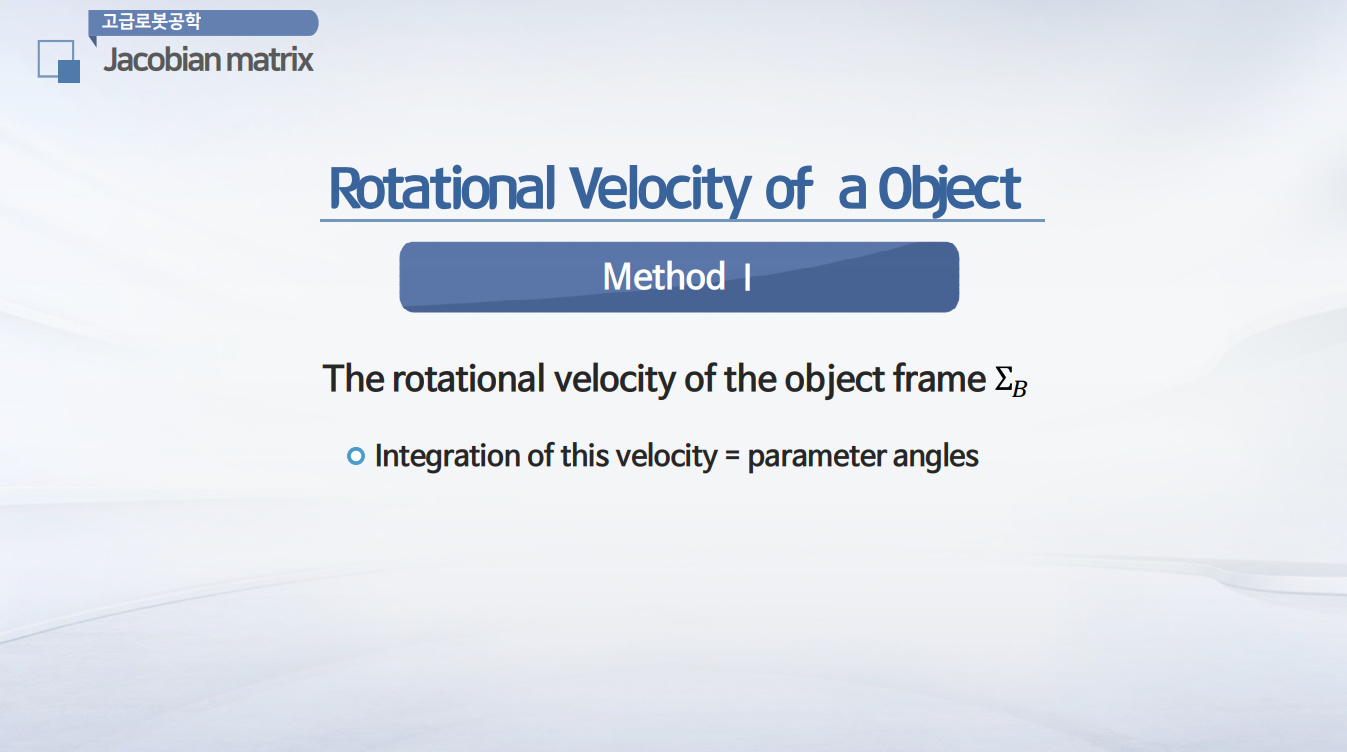 고급로봇공학
Jacobian matrix
Rotational Velocity of a Object
Method Ⅰ
The rotational velocity of the object frame Σ_B
Integration of this velocity = parameter angles